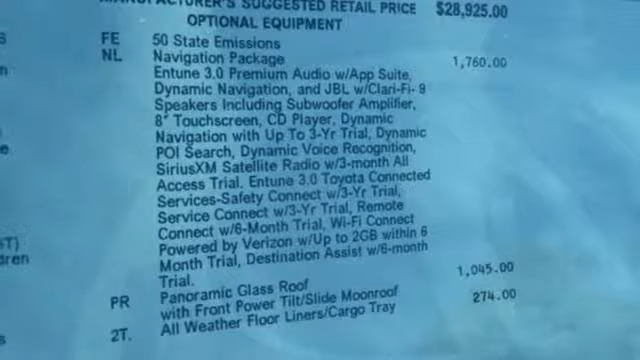 MANUFACTURER'S SUGGESTED RETAIL PRICE $28,925.00
OPTIONAL EQUIPMENT
FE 50 State Emissions
NL Navigation Package 1,760.00
Entune 3.0 Premium Audio w/App Suite,
Dynamic Navigation, and JBL w/Clari-Fi- 9
Speakers Including Subwoofer Amplifier,
8" Touchscreen, CD Player, Dynamic
Navigation with Up To 3-Yr Trial, Dynamic
POI Search, Dynamic Voice Recognition,
SiriusXM Satellite Radio w/3-month All
Access Trial. Entune 3.0 Toyota Connected
Services-Safety Connect w/3-Yr Trial,
Service Connect w/3-Yr Trial, Remote
Connect w/6-Month Trial, Wi-Fi Connect
Powered by Verizon w/Up to 2GB within 6
Month Trial, Destination Assist w/6-month
Trial.
PR Panoramic Glass Roof 1,045.00
with Front Power Tilt/Slide Moonroof
2T. All Weather Floor Liners/Cargo Tray 274.00